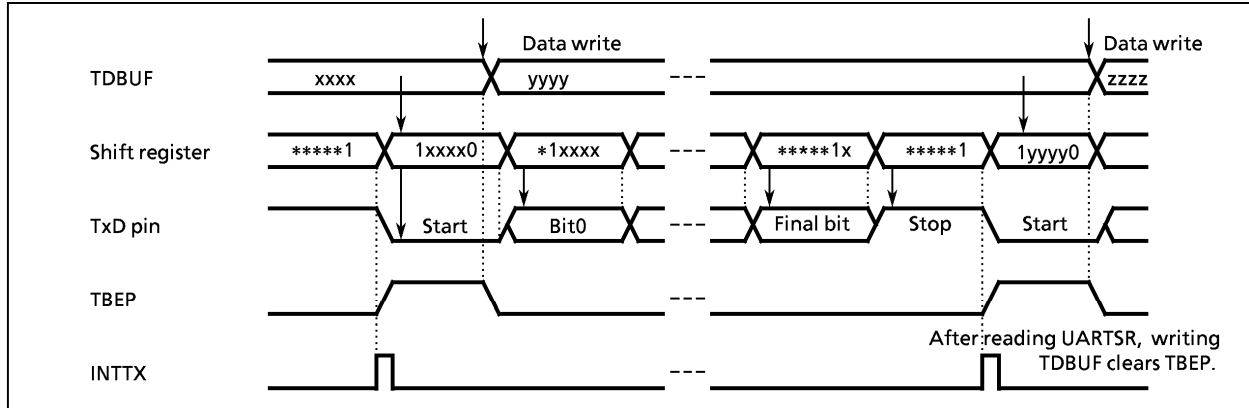 Data write Data write
TDBUF xxxx yyyy zzzz
Shift register *****1 1xxxx0 *1xxxx *****1x *****1 1yyyy0
TxD pin Start Bit0 Final bit Stop Start
TBEP
After reading UARTSR, writing
TDBUF clears TBEP.
INTTX